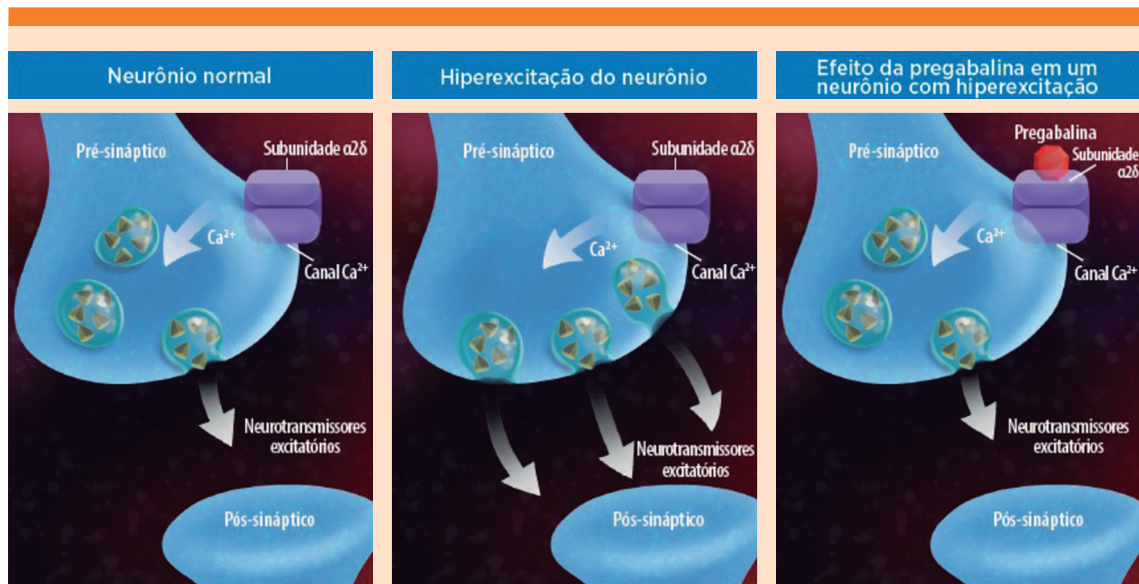 Neurônio normal
Pré-sináptico
Subunidade α2δ
Ca²⁺
Canal Ca²⁺
Neurotransmissores
excitatórios
Pós-sináptico
Hiperexcitação do neurônio
Pré-sináptico
Subunidade α2δ
Ca²⁺
Canal Ca²⁺
Neurotransmissores
excitatórios
Pós-sináptico
Efeito da pregabalina em um
neurônio com hiperexcitação
Pregabalina
Pré-sináptico
Subunidade
α2δ
Ca²⁺
Canal Ca²⁺
Neurotransmissores
excitatórios
Pós-sináptico